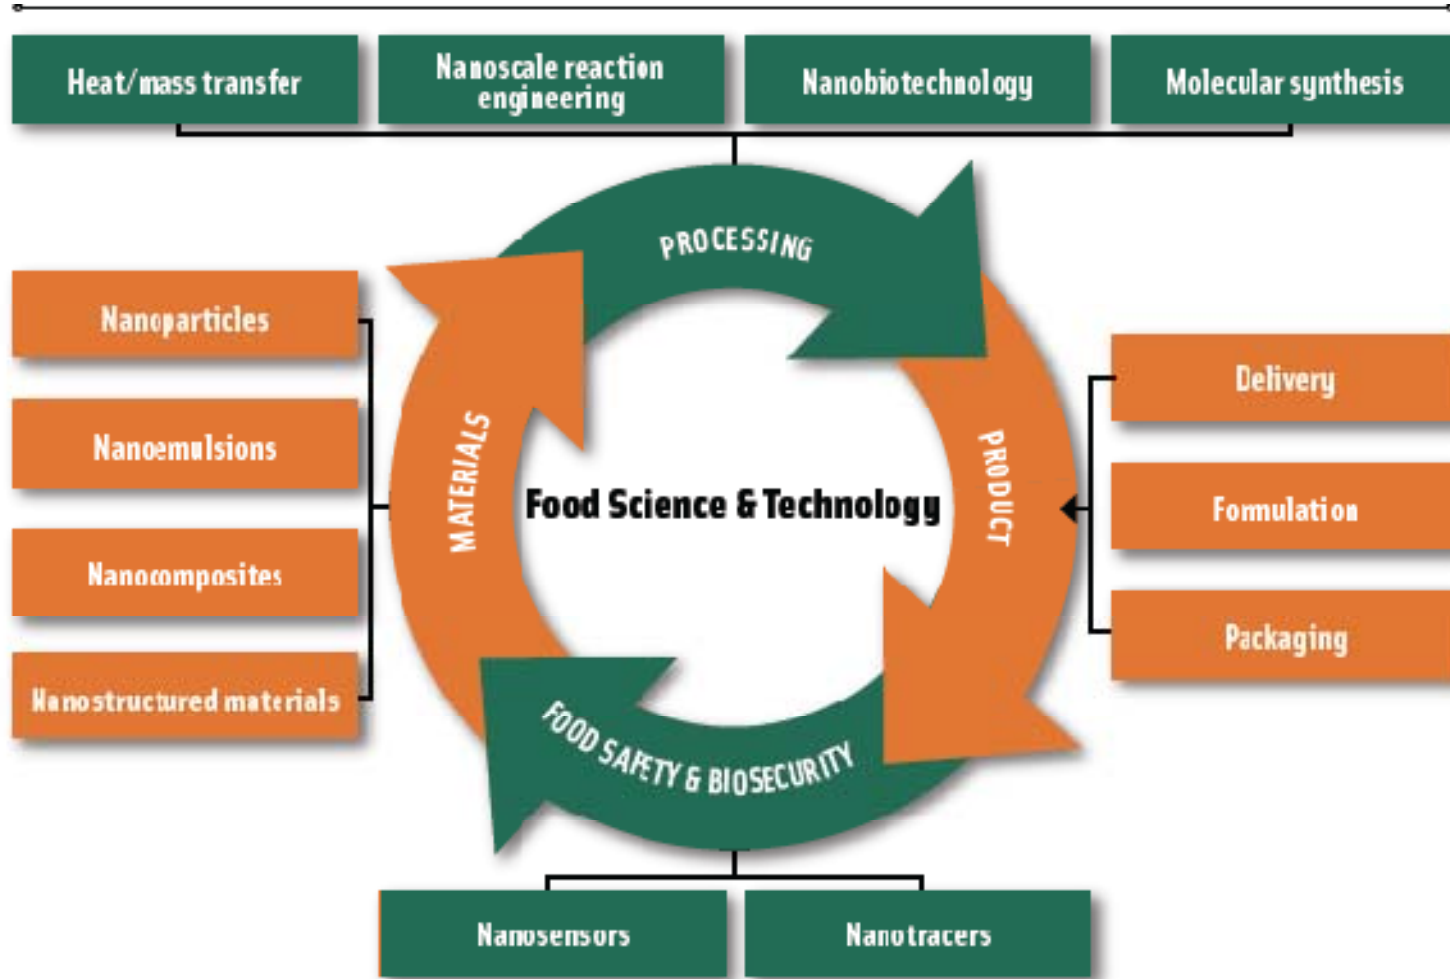 Heat/mass transfer
Nanoscale reaction
engineering
Nanobiotechnology
Molecular synthesis
PROCESSING
Nanoparticles
Nanoemulsions
Nanocomposites
Nanostructured materials
MATERIALS
Food Science & Technology
PRODUCT
Delivery
Formulation
Packaging
FOOD SAFETY & BIOSECURITY
Nanosensors
Nanotracers